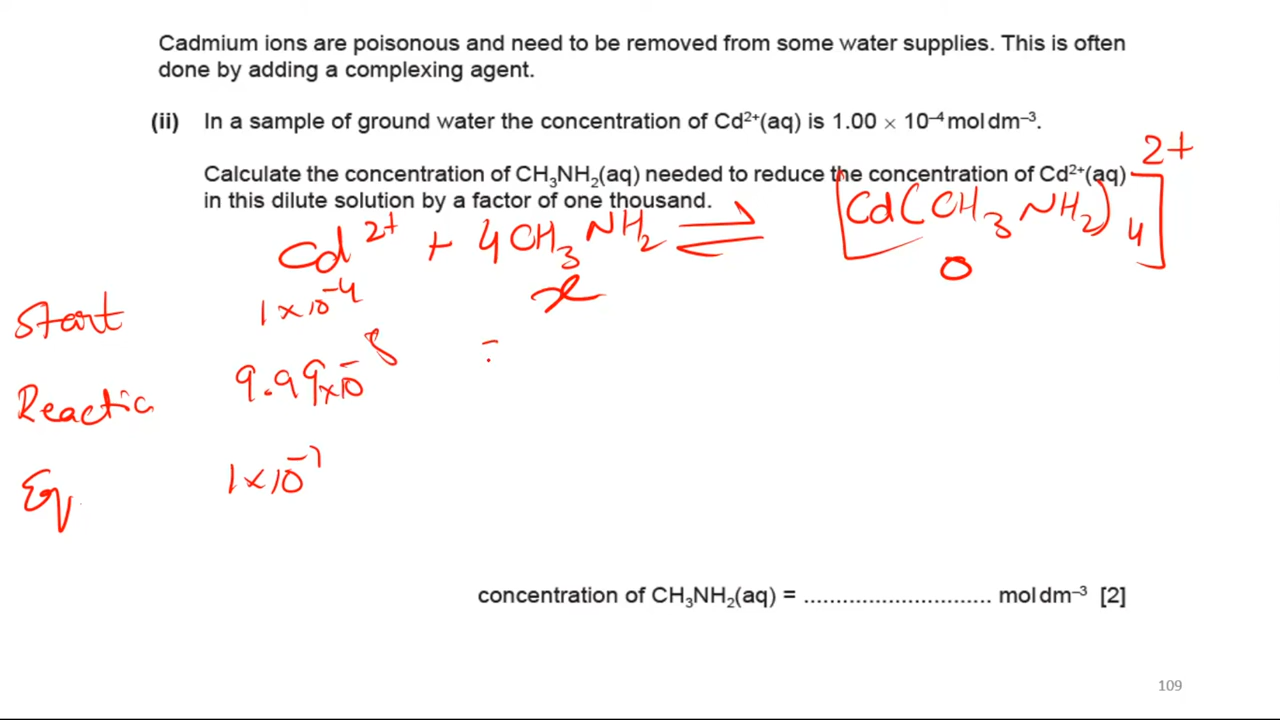 Cadmium ions are poisonous and need to be removed from some water supplies. This is often
done by adding a complexing agent.
(ii) In a sample of ground water the concentration of Cd²⁺(aq) is 1.00 × 10⁻⁴ mol dm⁻³.
Calculate the concentration of CH₃NH₂(aq) needed to reduce the concentration of Cd²⁺(aq)
in this dilute solution by a factor of one thousand.
Cd²⁺ + 4CH₃NH₂ ⇌ [Cd(CH₃NH₂)₄]²⁺
Start 1×10⁻⁴ x 0
Reactio 9.99×10⁻⁸ =
Eq 1×10⁻⁷
concentration of CH₃NH₂(aq) = ............................ mol dm⁻³ [2]
109